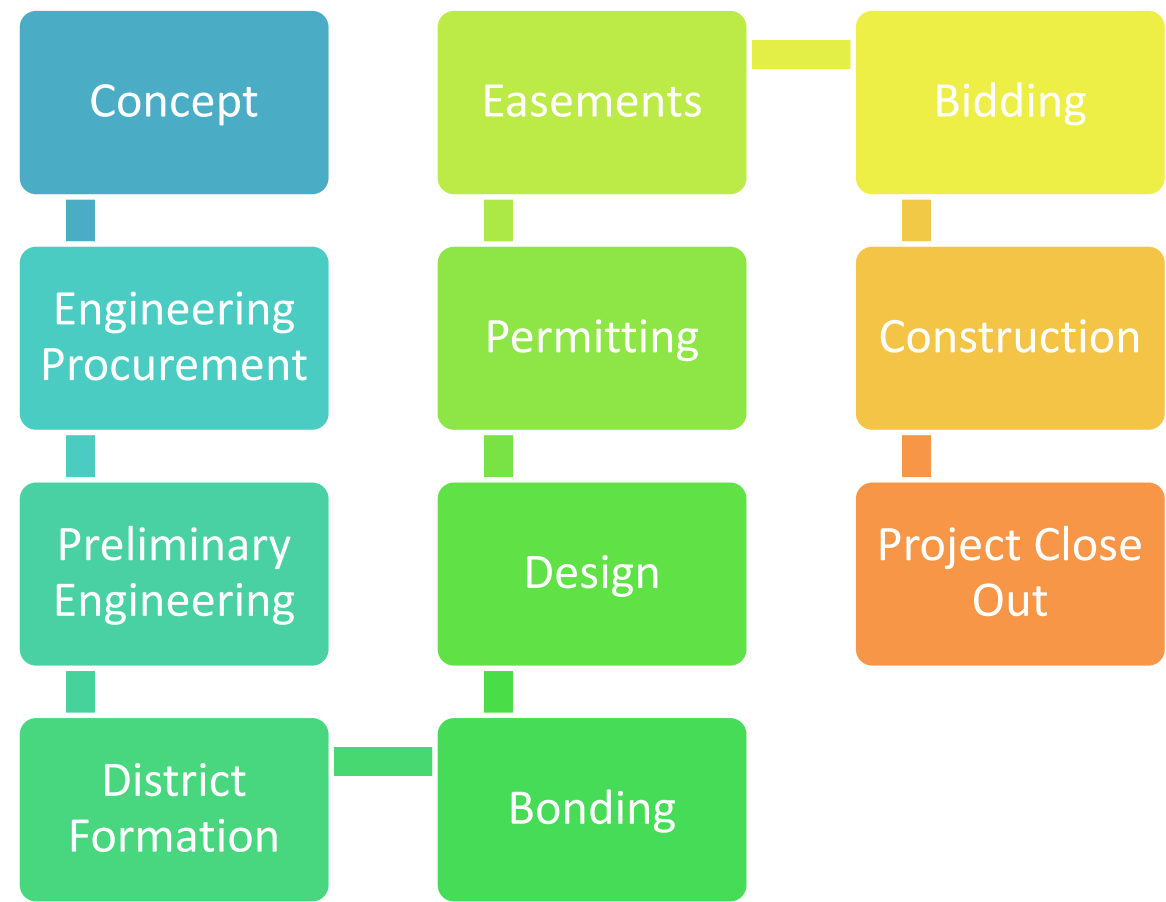 Concept
Engineering
Procurement
Preliminary
Engineering
District
Formation
Bonding
Design
Permitting
Easements
Bidding
Construction
Project Close
Out